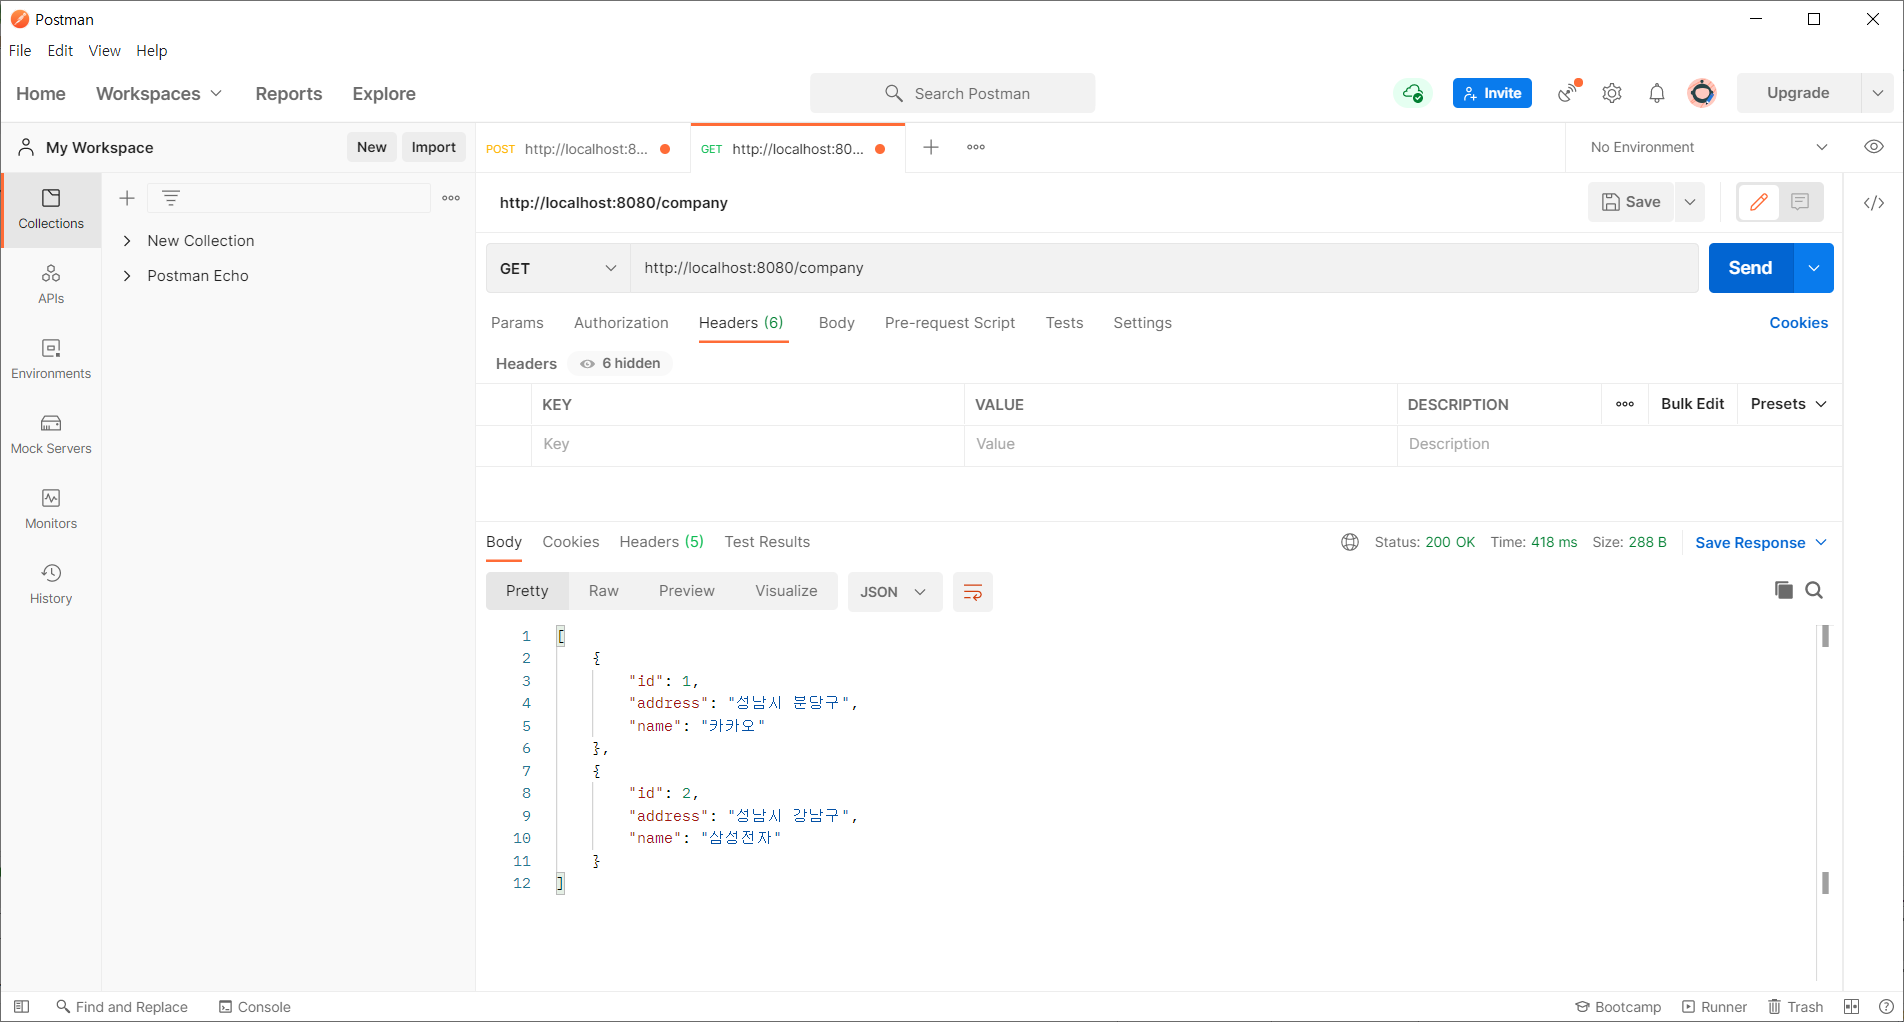 Postman
File Edit View Help
Home Workspaces Reports Explore Search Postman Invite Upgrade
My Workspace New Import POST http://localhost:8... GET http://localhost:80... No Environment
http://localhost:8080/company Save
Collections
New Collection
Postman Echo
GET http://localhost:8080/company Send
APIs
Params Authorization Headers (6) Body Pre-request Script Tests Settings Cookies
Headers 6 hidden
Environments
KEY VALUE DESCRIPTION Bulk Edit Presets
Key Value Description
Mock Servers
Monitors
Body Cookies Headers (5) Test Results Status: 200 OK Time: 418 ms Size: 288 B Save Response
History
Pretty Raw Preview Visualize JSON
1 [
2 {
3 "id": 1,
4 "address": "성남시 분당구",
5 "name": "카카오"
6 },
7 {
8 "id": 2,
9 "address": "성남시 강남구",
10 "name": "삼성전자"
11 }
12 ]
Find and Replace Console Bootcamp Runner Trash